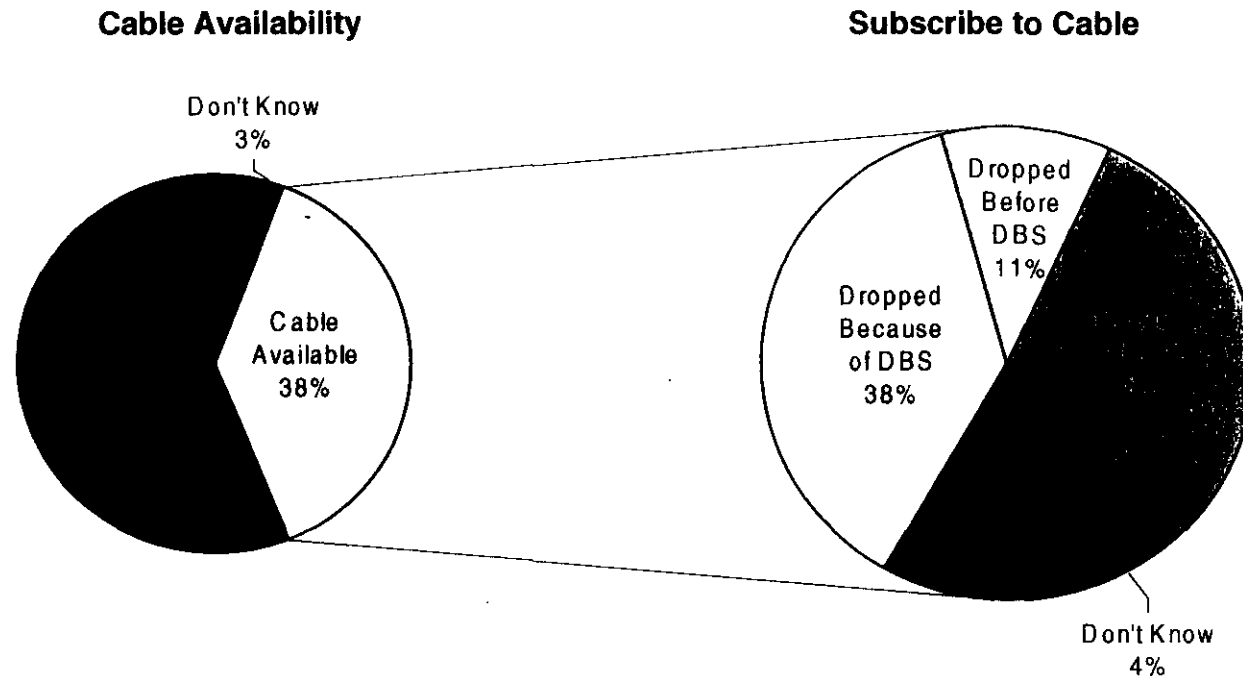 Cable Availability
Subscribe to Cable
Don't Know
3%
Cable
Available
38%
Dropped
Before
DBS
11%
Dropped
Because
of DBS
38%
Don't Know
4%